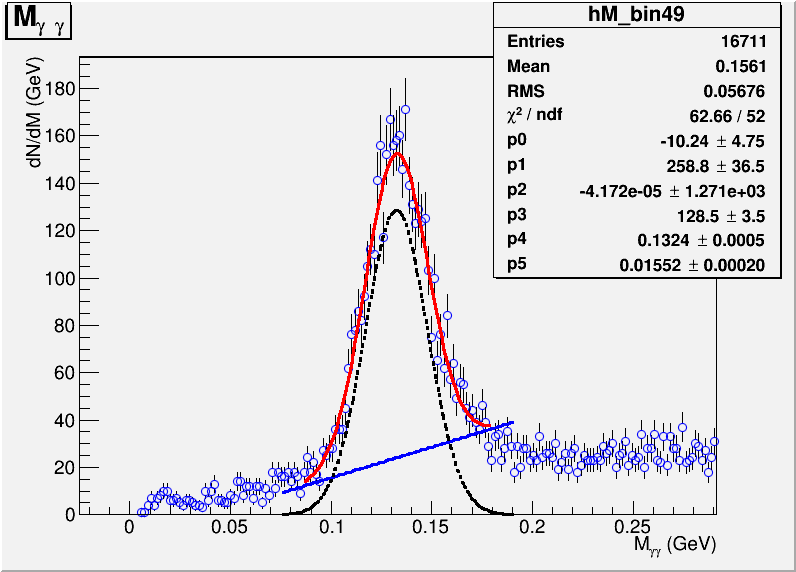 M γ γ
hM_bin49
Entries 16711
Mean 0.1561
RMS 0.05676
χ² / ndf 62.66 / 52
p0 -10.24 ± 4.75
p1 258.8 ± 36.5
p2 -4.172e-05 ± 1.271e+03
p3 128.5 ± 3.5
p4 0.1324 ± 0.0005
p5 0.01552 ± 0.00020
dN/dM (GeV)
180
160
140
120
100
80
60
40
20
0
0 0.05 0.1 0.15 0.2 0.25
M γγ (GeV)